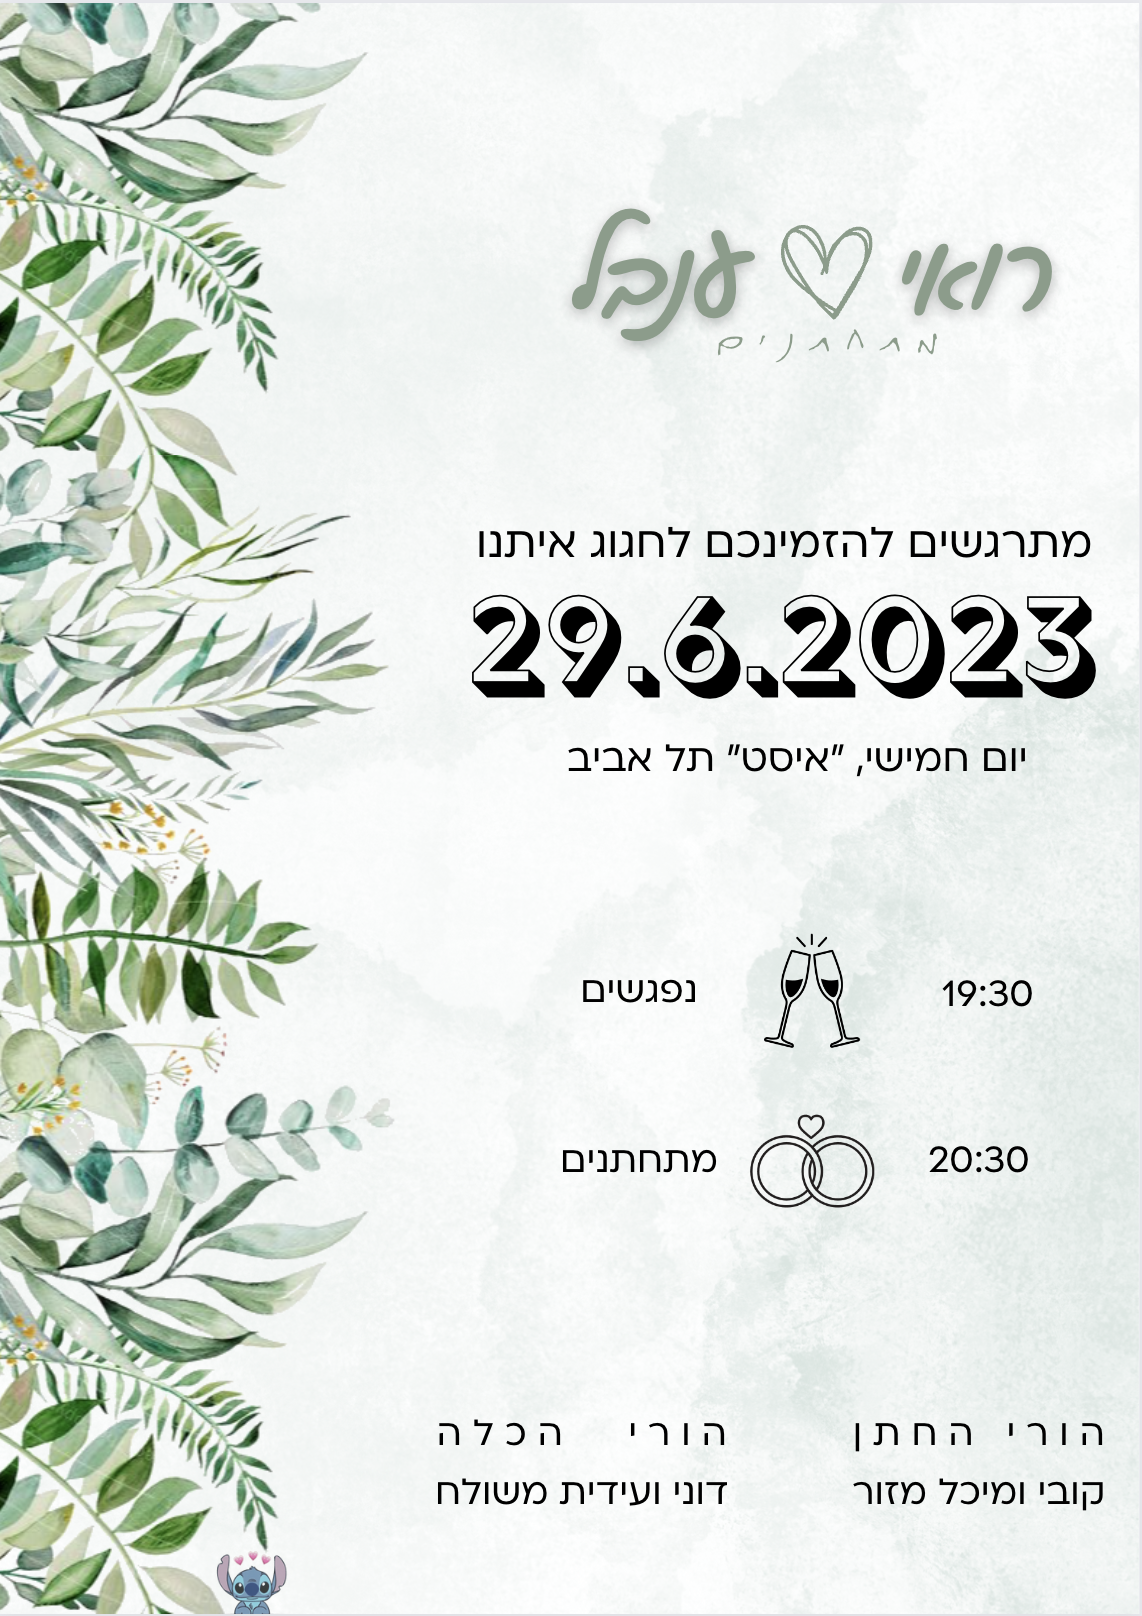 רואי ענבל
מתחתנים
מתרגשים להזמינכם לחגוג איתנו
29.6.2023
יום חמישי, "איסט" תל אביב
19:30 נפגשים
20:30 מתחתנים
הורי החתן
קובי ומיכל מזור
הורי הכלה
דוני ועידית משולח